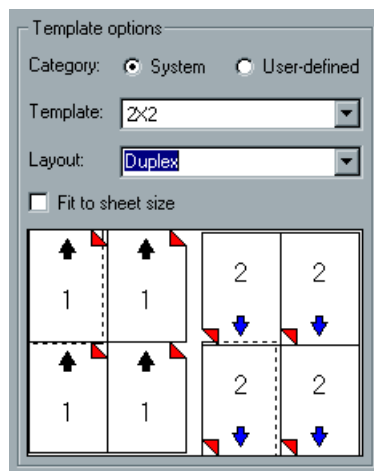 Template options
Category: System User-defined
Template: 2X2
Layout: Duplex
Fit to sheet size
1 1 2 2
1 1 2 2